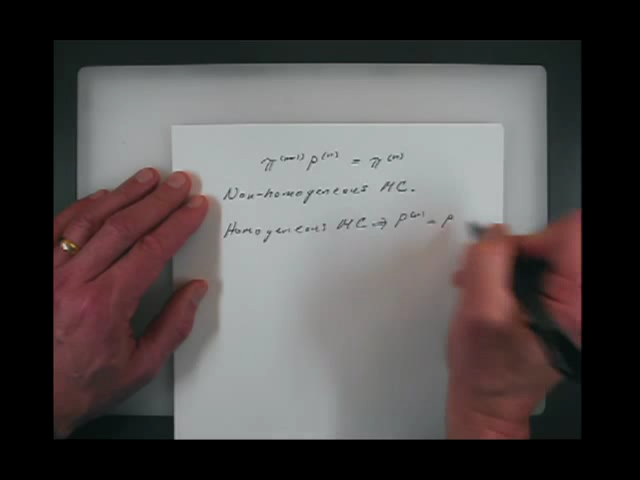 π⁽ⁿ⁻¹⁾ P⁽ⁿ⁾ = π⁽ⁿ⁾
Non-homogeneous MC.
Homogeneous MC ⇒ P⁽ⁿ⁾ = P